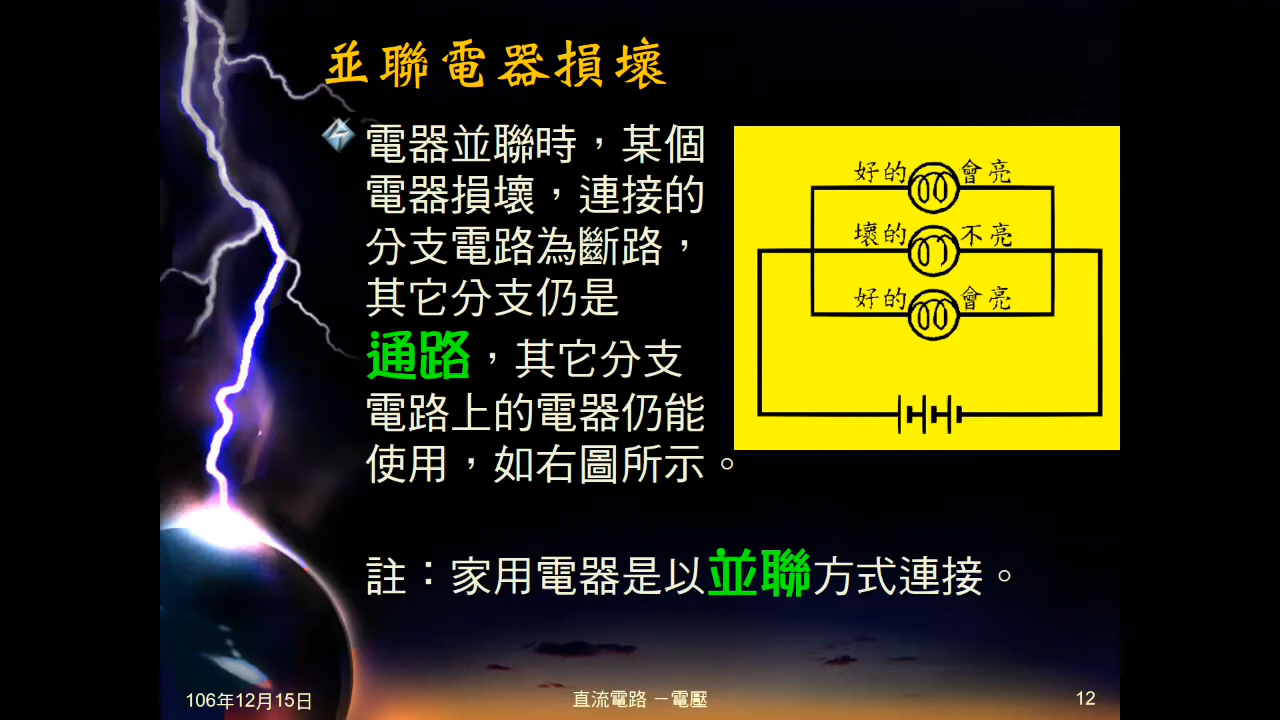 並聯電器損壞
電器並聯時，某個
電器損壞，連接的
分支電路為斷路，
其它分支仍是
通路，其它分支
電路上的電器仍能
使用，如右圖所示。
好的 會亮
壞的 不亮
好的 會亮
註：家用電器是以並聯方式連接。
106年12月15日
直流電路 －電壓
12